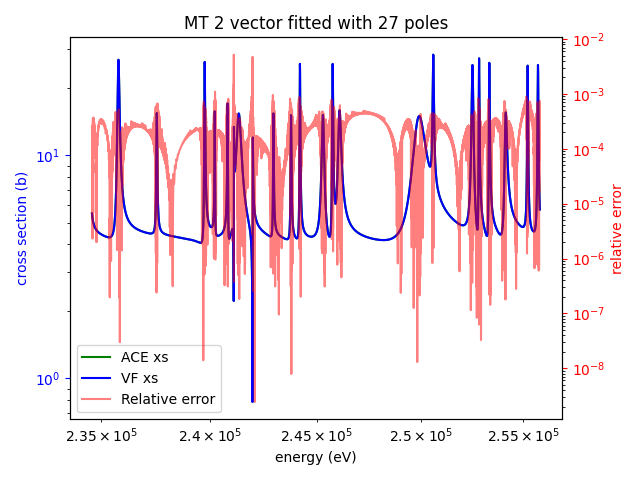 MT 2 vector fitted with 27 poles
cross section (b)
10¹
10⁰
10⁻²
10⁻³
10⁻⁴
10⁻⁵
10⁻⁶
10⁻⁷
10⁻⁸
relative error
ACE xs
VF xs
Relative error
2.35 × 10⁵ 2.4 × 10⁵ 2.45 × 10⁵ 2.5 × 10⁵ 2.55 × 10⁵
energy (eV)